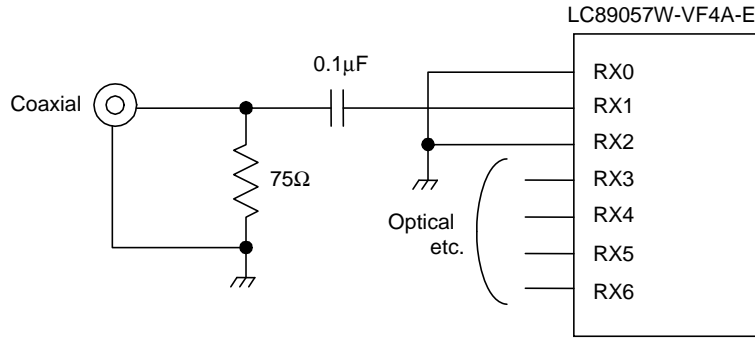 LC89057W-VF4A-E
0.1μF
Coaxial
75Ω
Optical
etc.
RX0
RX1
RX2
RX3
RX4
RX5
RX6